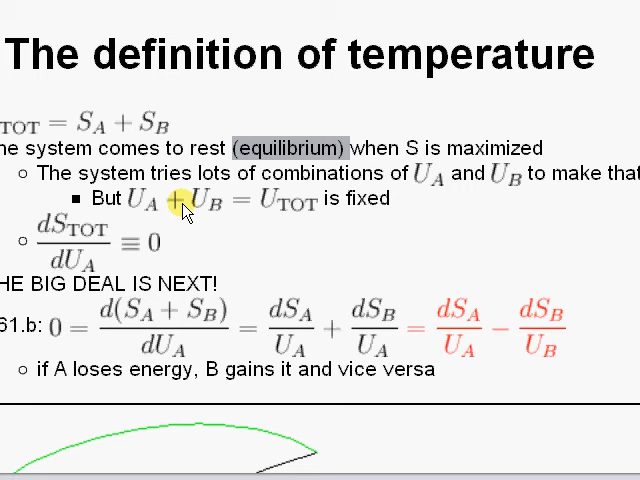 The definition of temperature
TOT = S_A + S_B
he system comes to rest (equilibrium) when S is maximized
○ The system tries lots of combinations of U_A and U_B to make that
■ But U_A + U_B = U_TOT is fixed
○ dS_TOT/dU_A ≡ 0
HE BIG DEAL IS NEXT!
61.b: 0 = d(S_A + S_B)/dU_A = dS_A/U_A + dS_B/U_A = dS_A/U_A − dS_B/U_B
○ if A loses energy, B gains it and vice versa